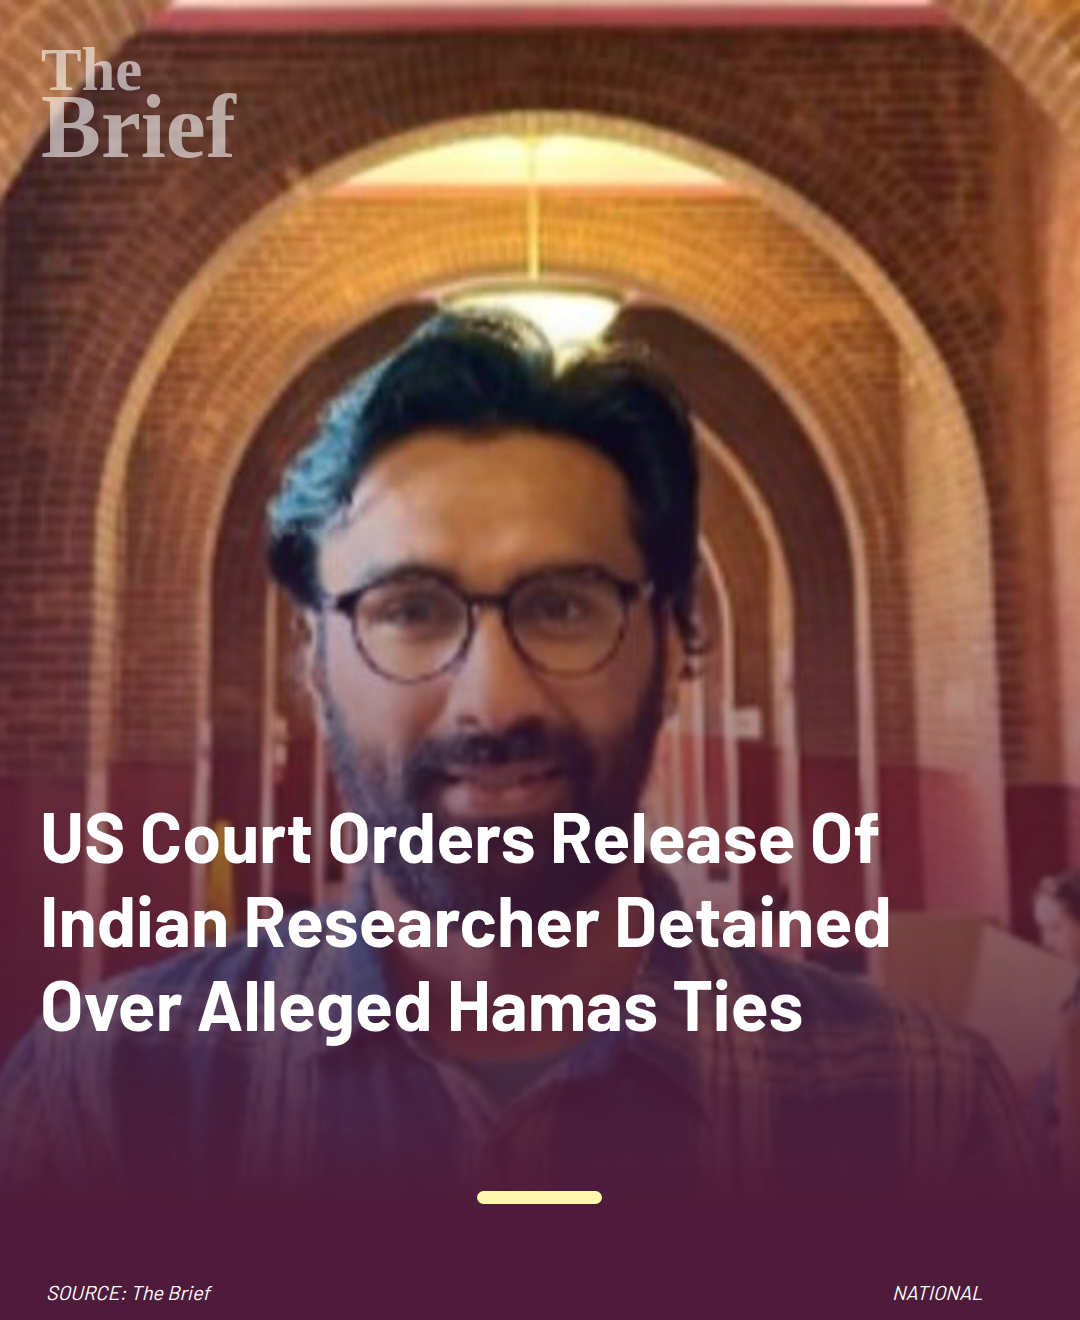 The
Brief
US Court Orders Release Of
Indian Researcher Detained
Over Alleged Hamas Ties
SOURCE: The Brief
NATIONAL